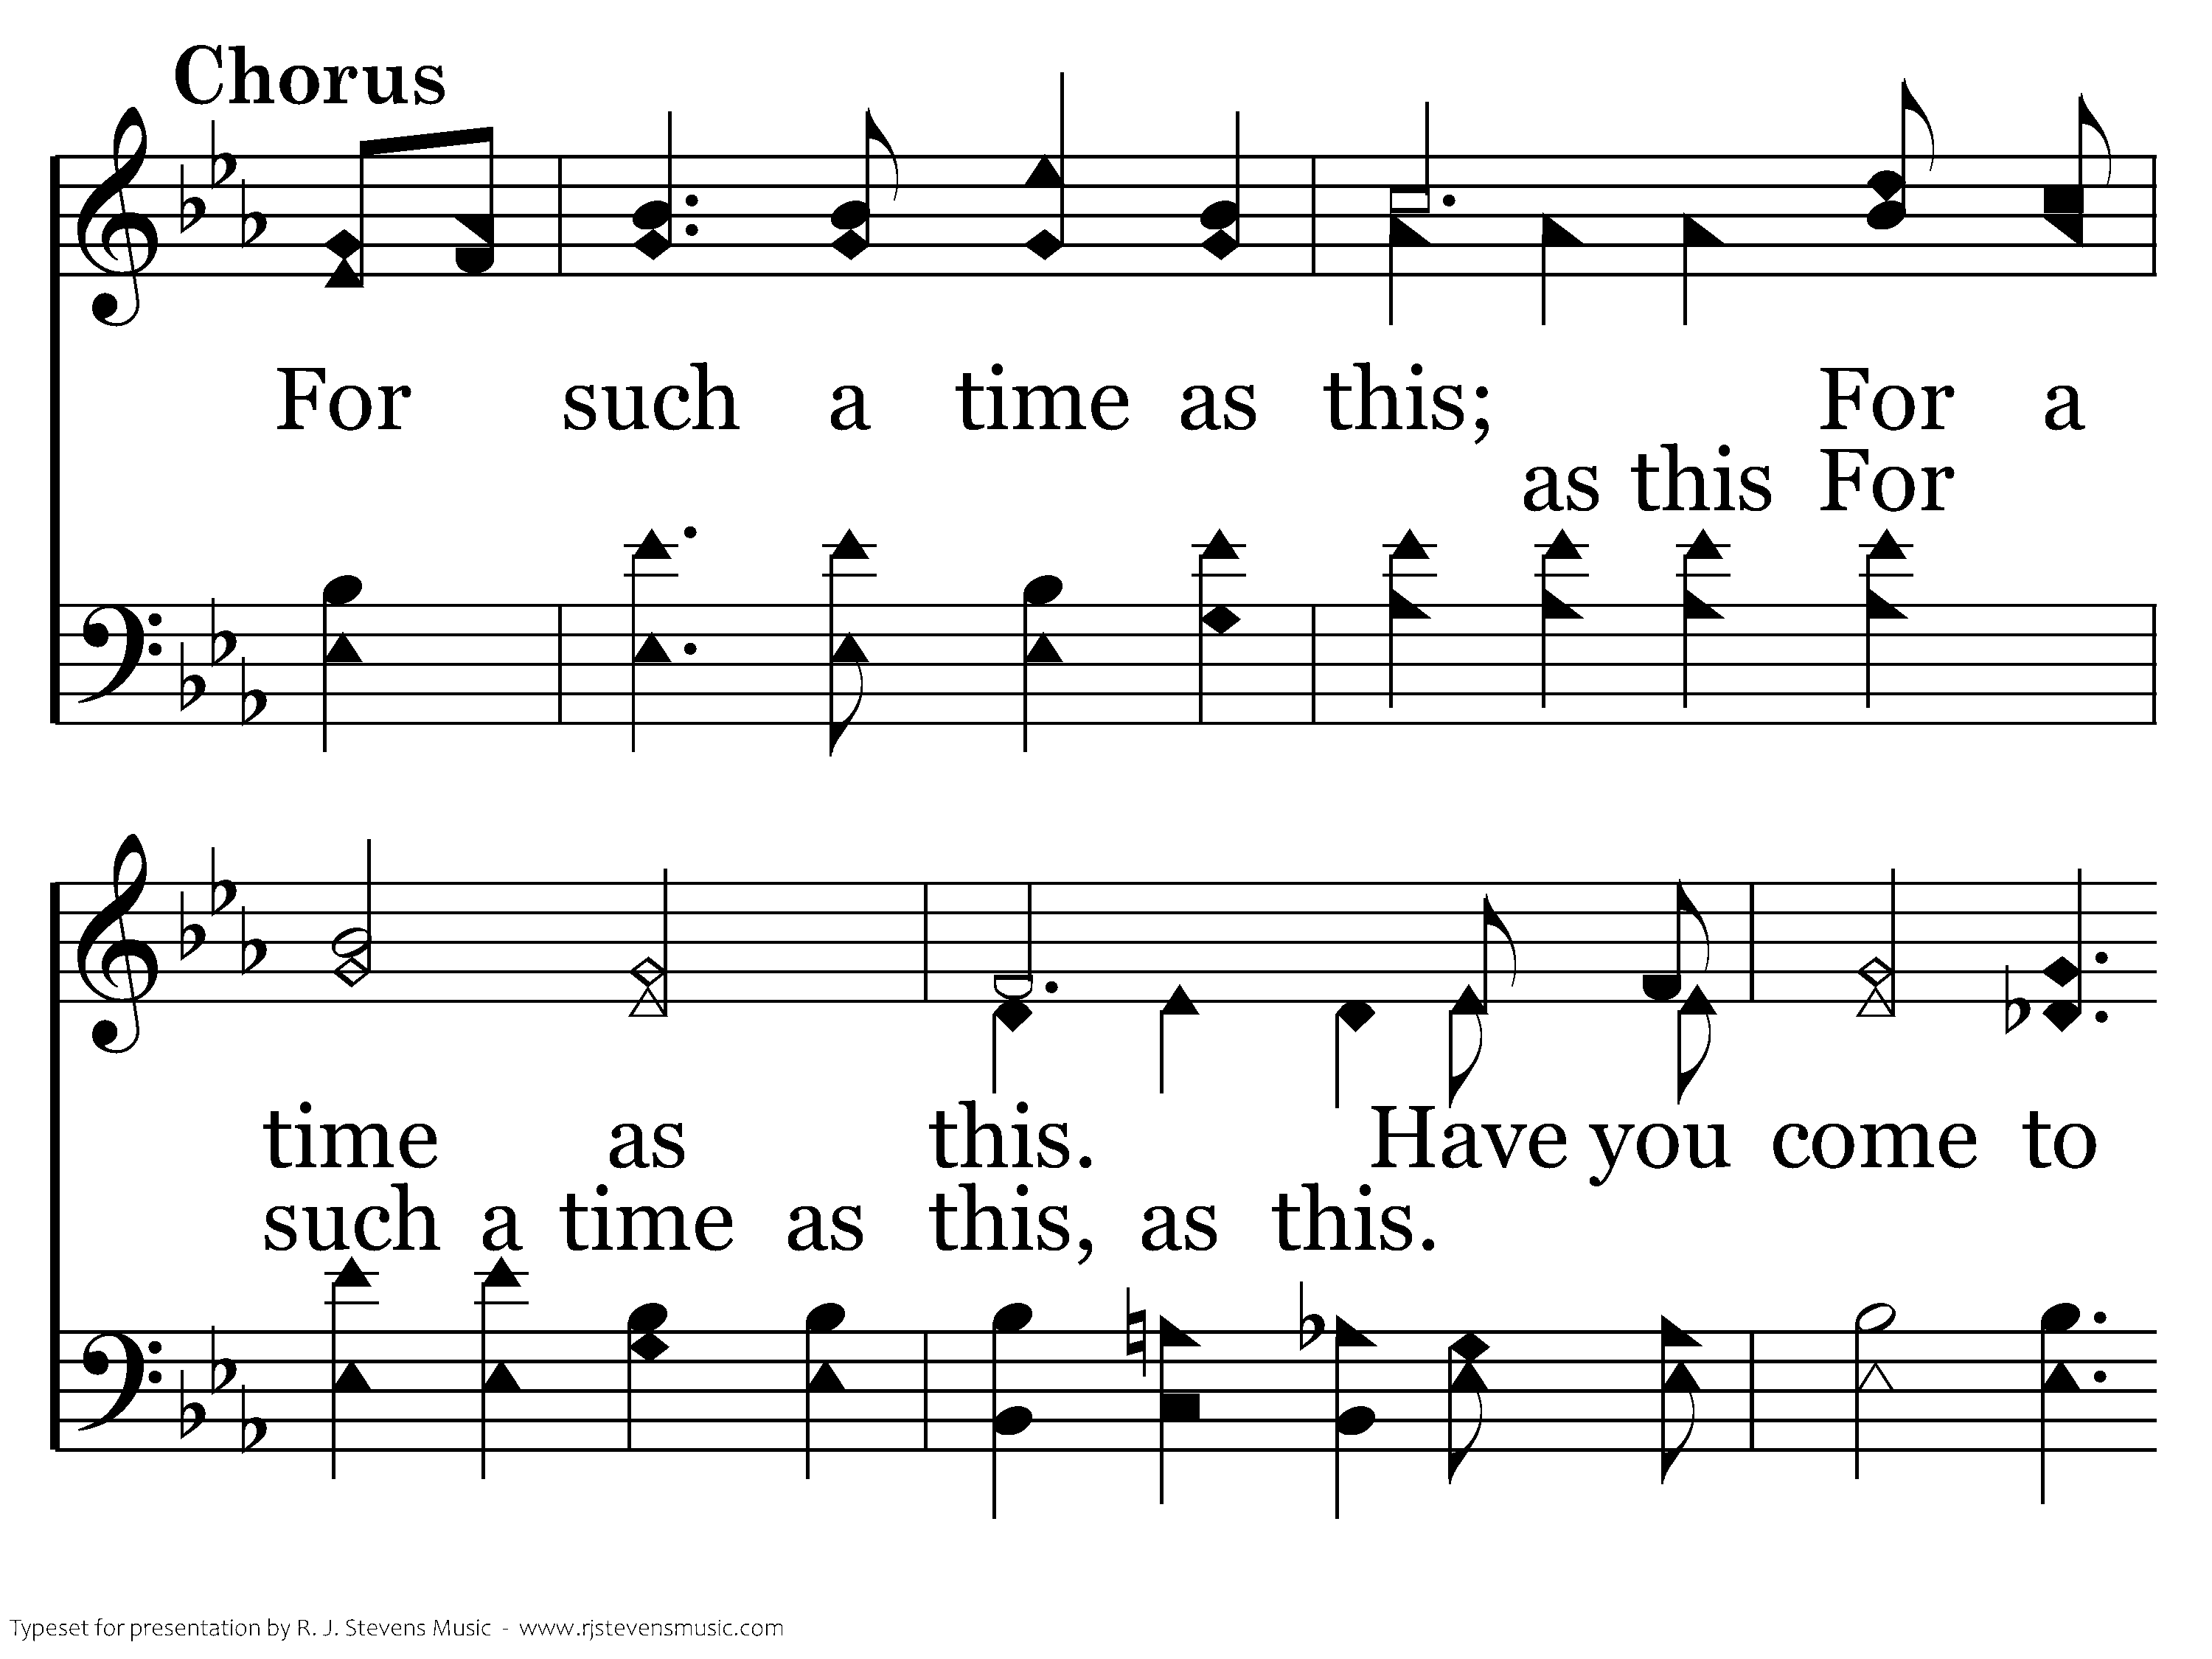 Chorus
For such a time as this; For a
as this For
time as this. Have you come to
such a time as this, as this.
Typeset for presentation by R. J. Stevens Music - www.rjstevensmusic.com